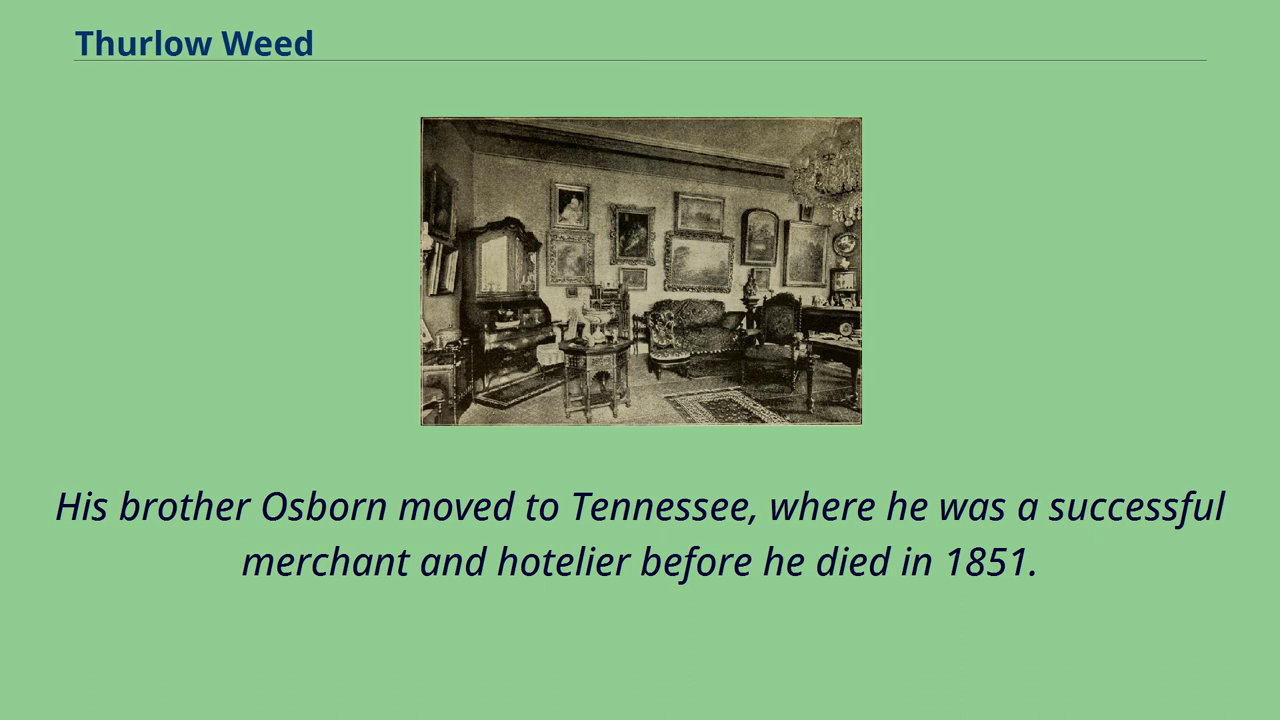 Thurlow Weed
His brother Osborn moved to Tennessee, where he was a successful
merchant and hotelier before he died in 1851.